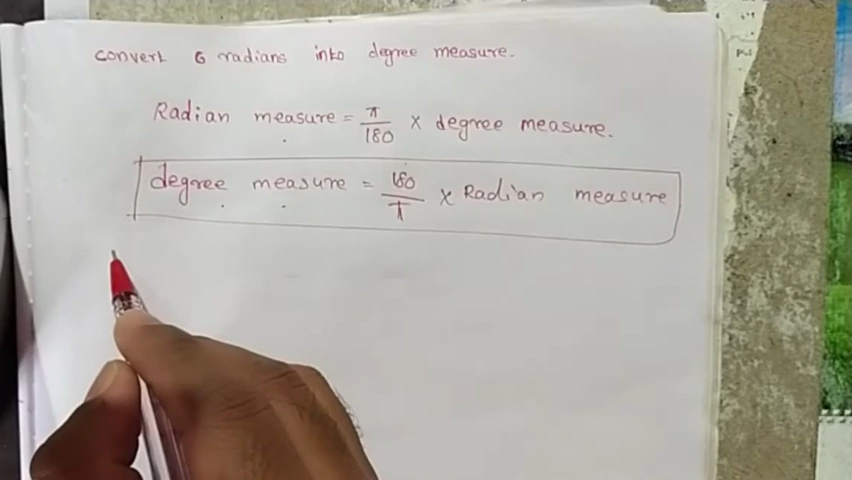 convert 6 radians into degree measure.
Radian measure = π/180 × degree measure.
degree measure = 180/π × Radian measure